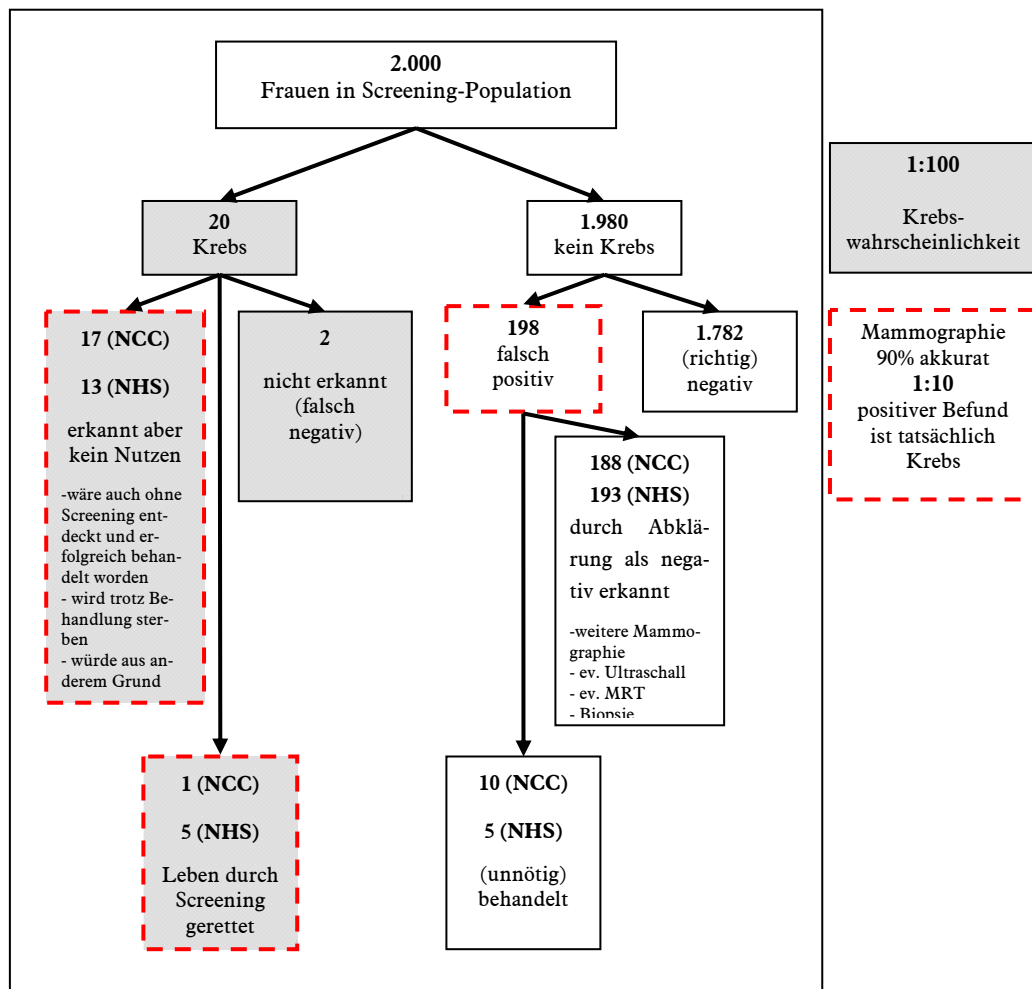 2.000
Frauen in Screening-Population
20
Krebs
1.980
kein Krebs
1:100
Krebs-
wahrscheinlichkeit
17 (NCC)
13 (NHS)
erkannt aber
kein Nutzen
-wäre auch ohne
Screening ent-
deckt und er-
folgreich behan-
delt worden
- wird trotz Be-
handlung ster-
ben
- würde aus an-
derem Grund
2
nicht erkannt
(falsch
negativ)
198
falsch
positiv
1.782
(richtig)
negativ
Mammographie
90% akkurat
1:10
positiver Befund
ist tatsächlich
Krebs
188 (NCC)
193 (NHS)
durch Abklä-
rung als nega-
tiv erkannt
-weitere Mammo-
graphie
- ev. Ultraschall
- ev. MRT
- Biopsie
1 (NCC)
5 (NHS)
Leben durch
Screening
gerettet
10 (NCC)
5 (NHS)
(unnötig)
behandelt